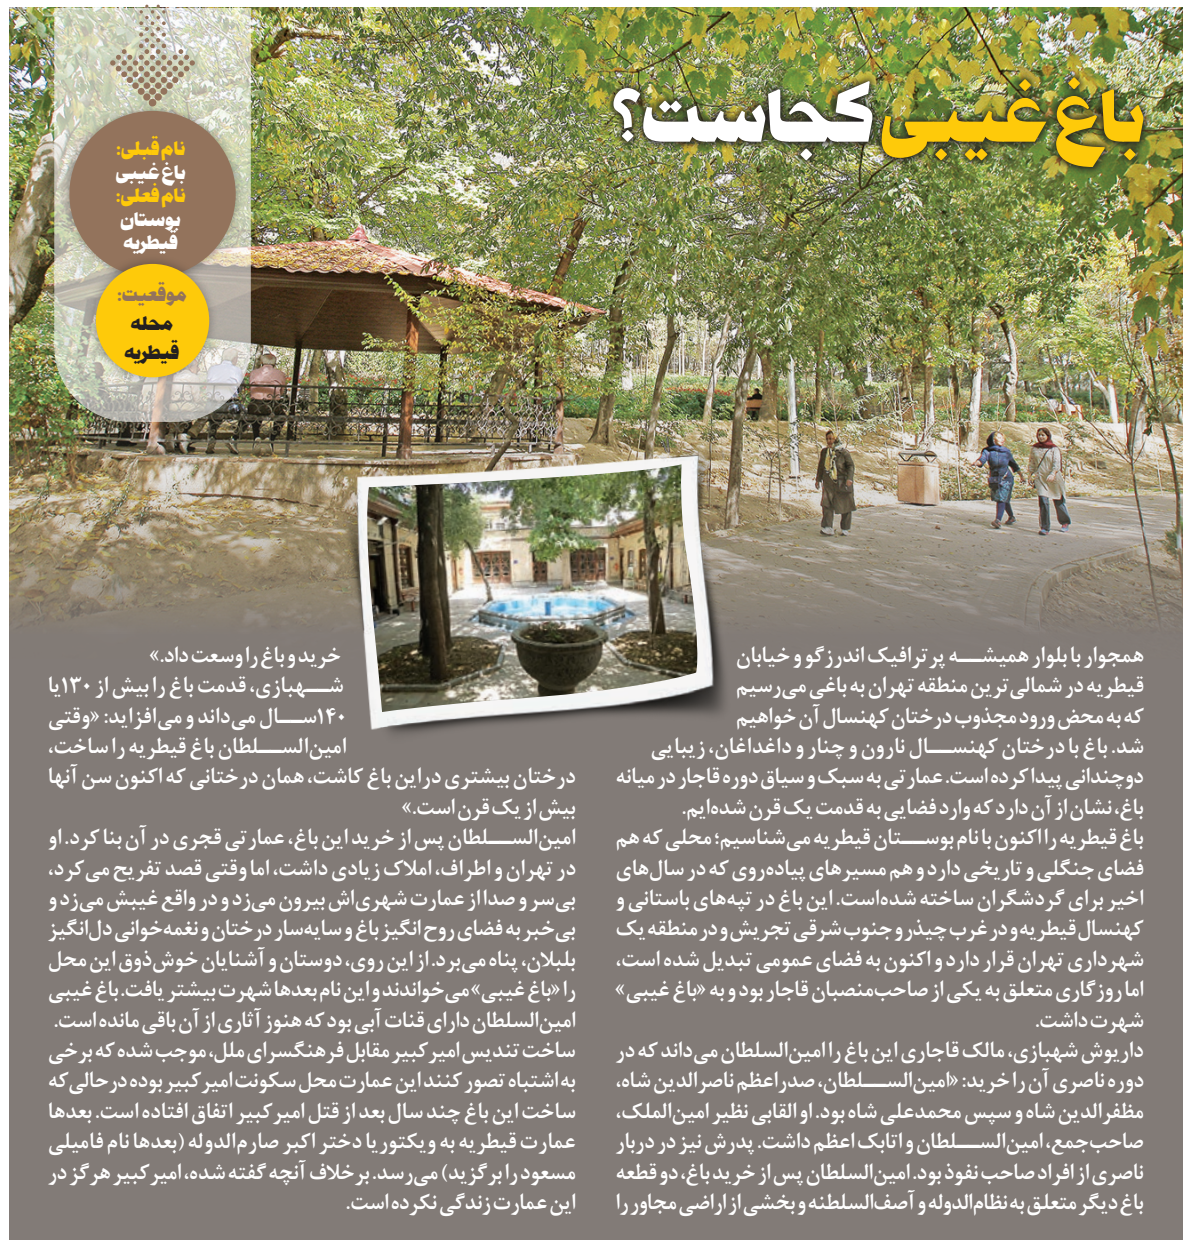 باغ غیبی کجاست؟
نام قبلی:
باغ غیبی
نام فعلی:
بوستان
قیطریه
موقعیت:
محله
قیطریه
همجوار با بلوار همیشه پر ترافیک اندرزگو و خیابان
قیطریه در شمالی‌ترین منطقه تهران به باغی می‌رسیم
که به محض ورود مجذوب درختان کهنسال آن خواهیم
شد. باغ با درختان کهنسال نارون و چنار و داغداغان، زیبایی
دوچندانی پیدا کرده است. عمارتی به سبک و سیاق دوره قاجار در میانه
باغ، نشان از آن دارد که وارد فضایی به قدمت یک قرن شده‌ایم.
باغ قیطریه را اکنون با نام بوستان قیطریه می‌شناسیم؛ محلی که هم
فضای جنگلی و تاریخی دارد و هم مسیرهای پیاده‌روی که در سال‌های
اخیر برای گردشگران ساخته شده‌است. این باغ در تپه‌های باستانی و
کهنسال قیطریه و در غرب چیذر و جنوب شرقی تجریش و در منطقه یک
شهرداری تهران قرار دارد و اکنون به فضای عمومی تبدیل شده است،
اما روزگاری متعلق به یکی از صاحب‌منصبان قاجار بود و به «باغ غیبی»
شهرت داشت.
داریوش شهبازی، مالک قاجاری این باغ را امین‌السلطان می‌داند که در
دوره ناصری آن را خرید: «امین‌السلطان، صدراعظم ناصرالدین شاه،
مظفرالدین شاه و سپس محمدعلی شاه بود. او القابی نظیر امین‌الملک،
صاحب‌جمع، امین‌السلطان و اتابک اعظم داشت. پدرش نیز در دربار
ناصری از افراد صاحب نفوذ بود. امین‌السلطان پس از خرید باغ، دو قطعه
باغ دیگر متعلق به نظام‌الدوله و آصف‌السلطنه و بخشی از اراضی مجاور را
خرید و باغ را وسعت داد.»
شهبازی، قدمت باغ را بیش از ۱۳۰یا
۱۴۰سال می‌داند و می‌افزاید: «وقتی
امین‌السلطان باغ قیطریه را ساخت،
درختان بیشتری دراین باغ کاشت، همان درختانی که اکنون سن آنها
بیش از یک قرن است.»
امین‌السلطان پس از خرید این باغ، عمارتی قجری در آن بنا کرد. او
در تهران و اطراف، املاک زیادی داشت، اما وقتی قصد تفریح می‌کرد،
بی‌سر و صدا از عمارت شهری‌اش بیرون می‌زد و در واقع غیبش می‌زد و
بی‌خبر به فضای روح انگیز باغ و سایه‌سار درختان و نغمه‌خوانی دل‌انگیز
بلبلان، پناه می‌برد. از این روی، دوستان و آشنایان خوش‌ذوق این محل
را «باغ غیبی» می‌خواندند و این نام بعدها شهرت بیشتر یافت. باغ غیبی
امین‌السلطان دارای قنات آبی بود که هنوز آثاری از آن باقی مانده است.
ساخت تندیس امیرکبیر مقابل فرهنگسرای ملل، موجب شده که برخی
به اشتباه تصور کنند این عمارت محل سکونت امیرکبیر بوده در حالی که
ساخت این باغ چند سال بعد از قتل امیرکبیر اتفاق افتاده است. بعدها
عمارت قیطریه به ویکتوریا دختر اکبر صارم‌الدوله (بعدها نام فامیلی
مسعود را برگزید) می‌رسد. برخلاف آنچه گفته شده، امیرکبیر هرگز در
این عمارت زندگی نکرده است.